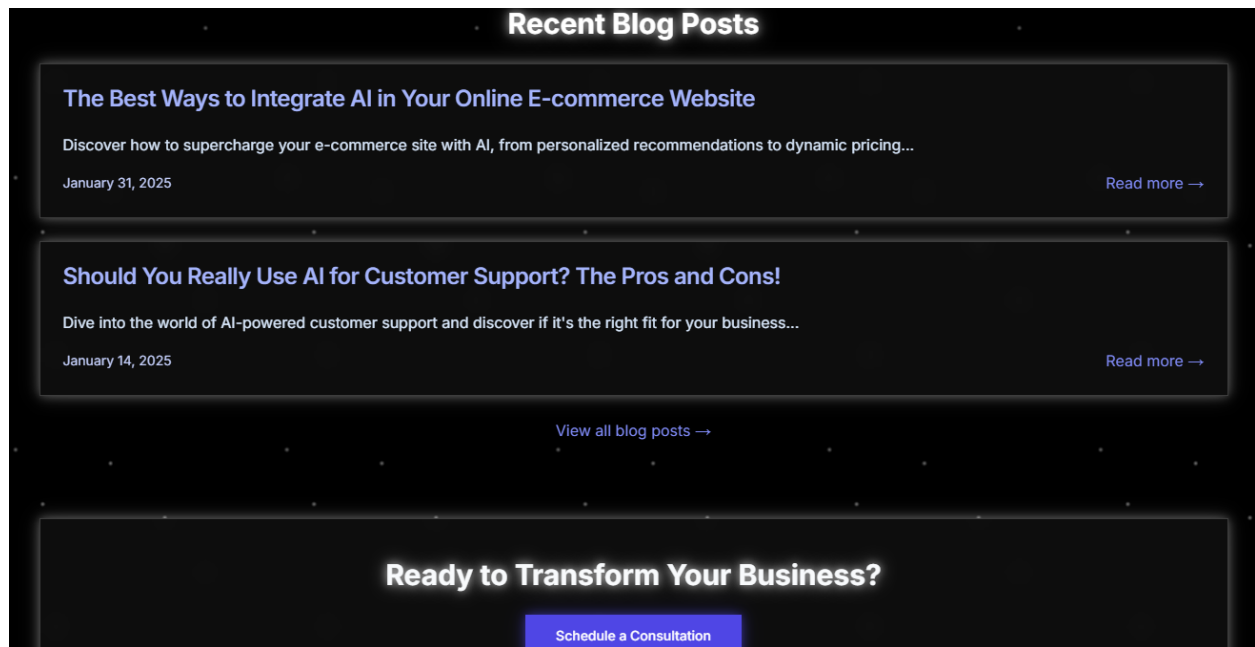 Recent Blog Posts
The Best Ways to Integrate AI in Your Online E-commerce Website
Discover how to supercharge your e-commerce site with AI, from personalized recommendations to dynamic pricing...
January 31, 2025
Read more →
Should You Really Use AI for Customer Support? The Pros and Cons!
Dive into the world of AI-powered customer support and discover if it's the right fit for your business...
January 14, 2025
Read more →
View all blog posts →
Ready to Transform Your Business?
Schedule a Consultation